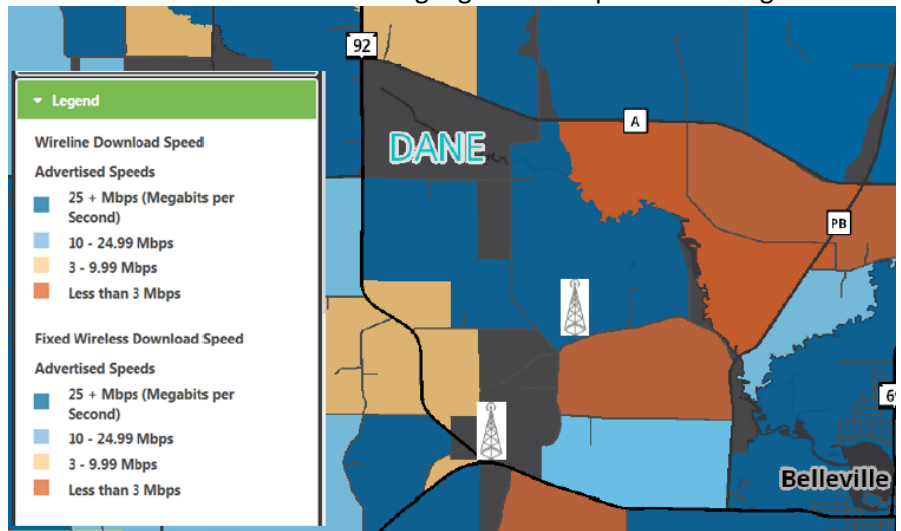 92
Legend
Wireline Download Speed
Advertised Speeds
25 + Mbps (Megabits per
Second)
10 - 24.99 Mbps
3 - 9.99 Mbps
Less than 3 Mbps
Fixed Wireless Download Speed
Advertised Speeds
25 + Mbps (Megabits per
Second)
10 - 24.99 Mbps
3 - 9.99 Mbps
Less than 3 Mbps
A
DANE
PB
Belleville